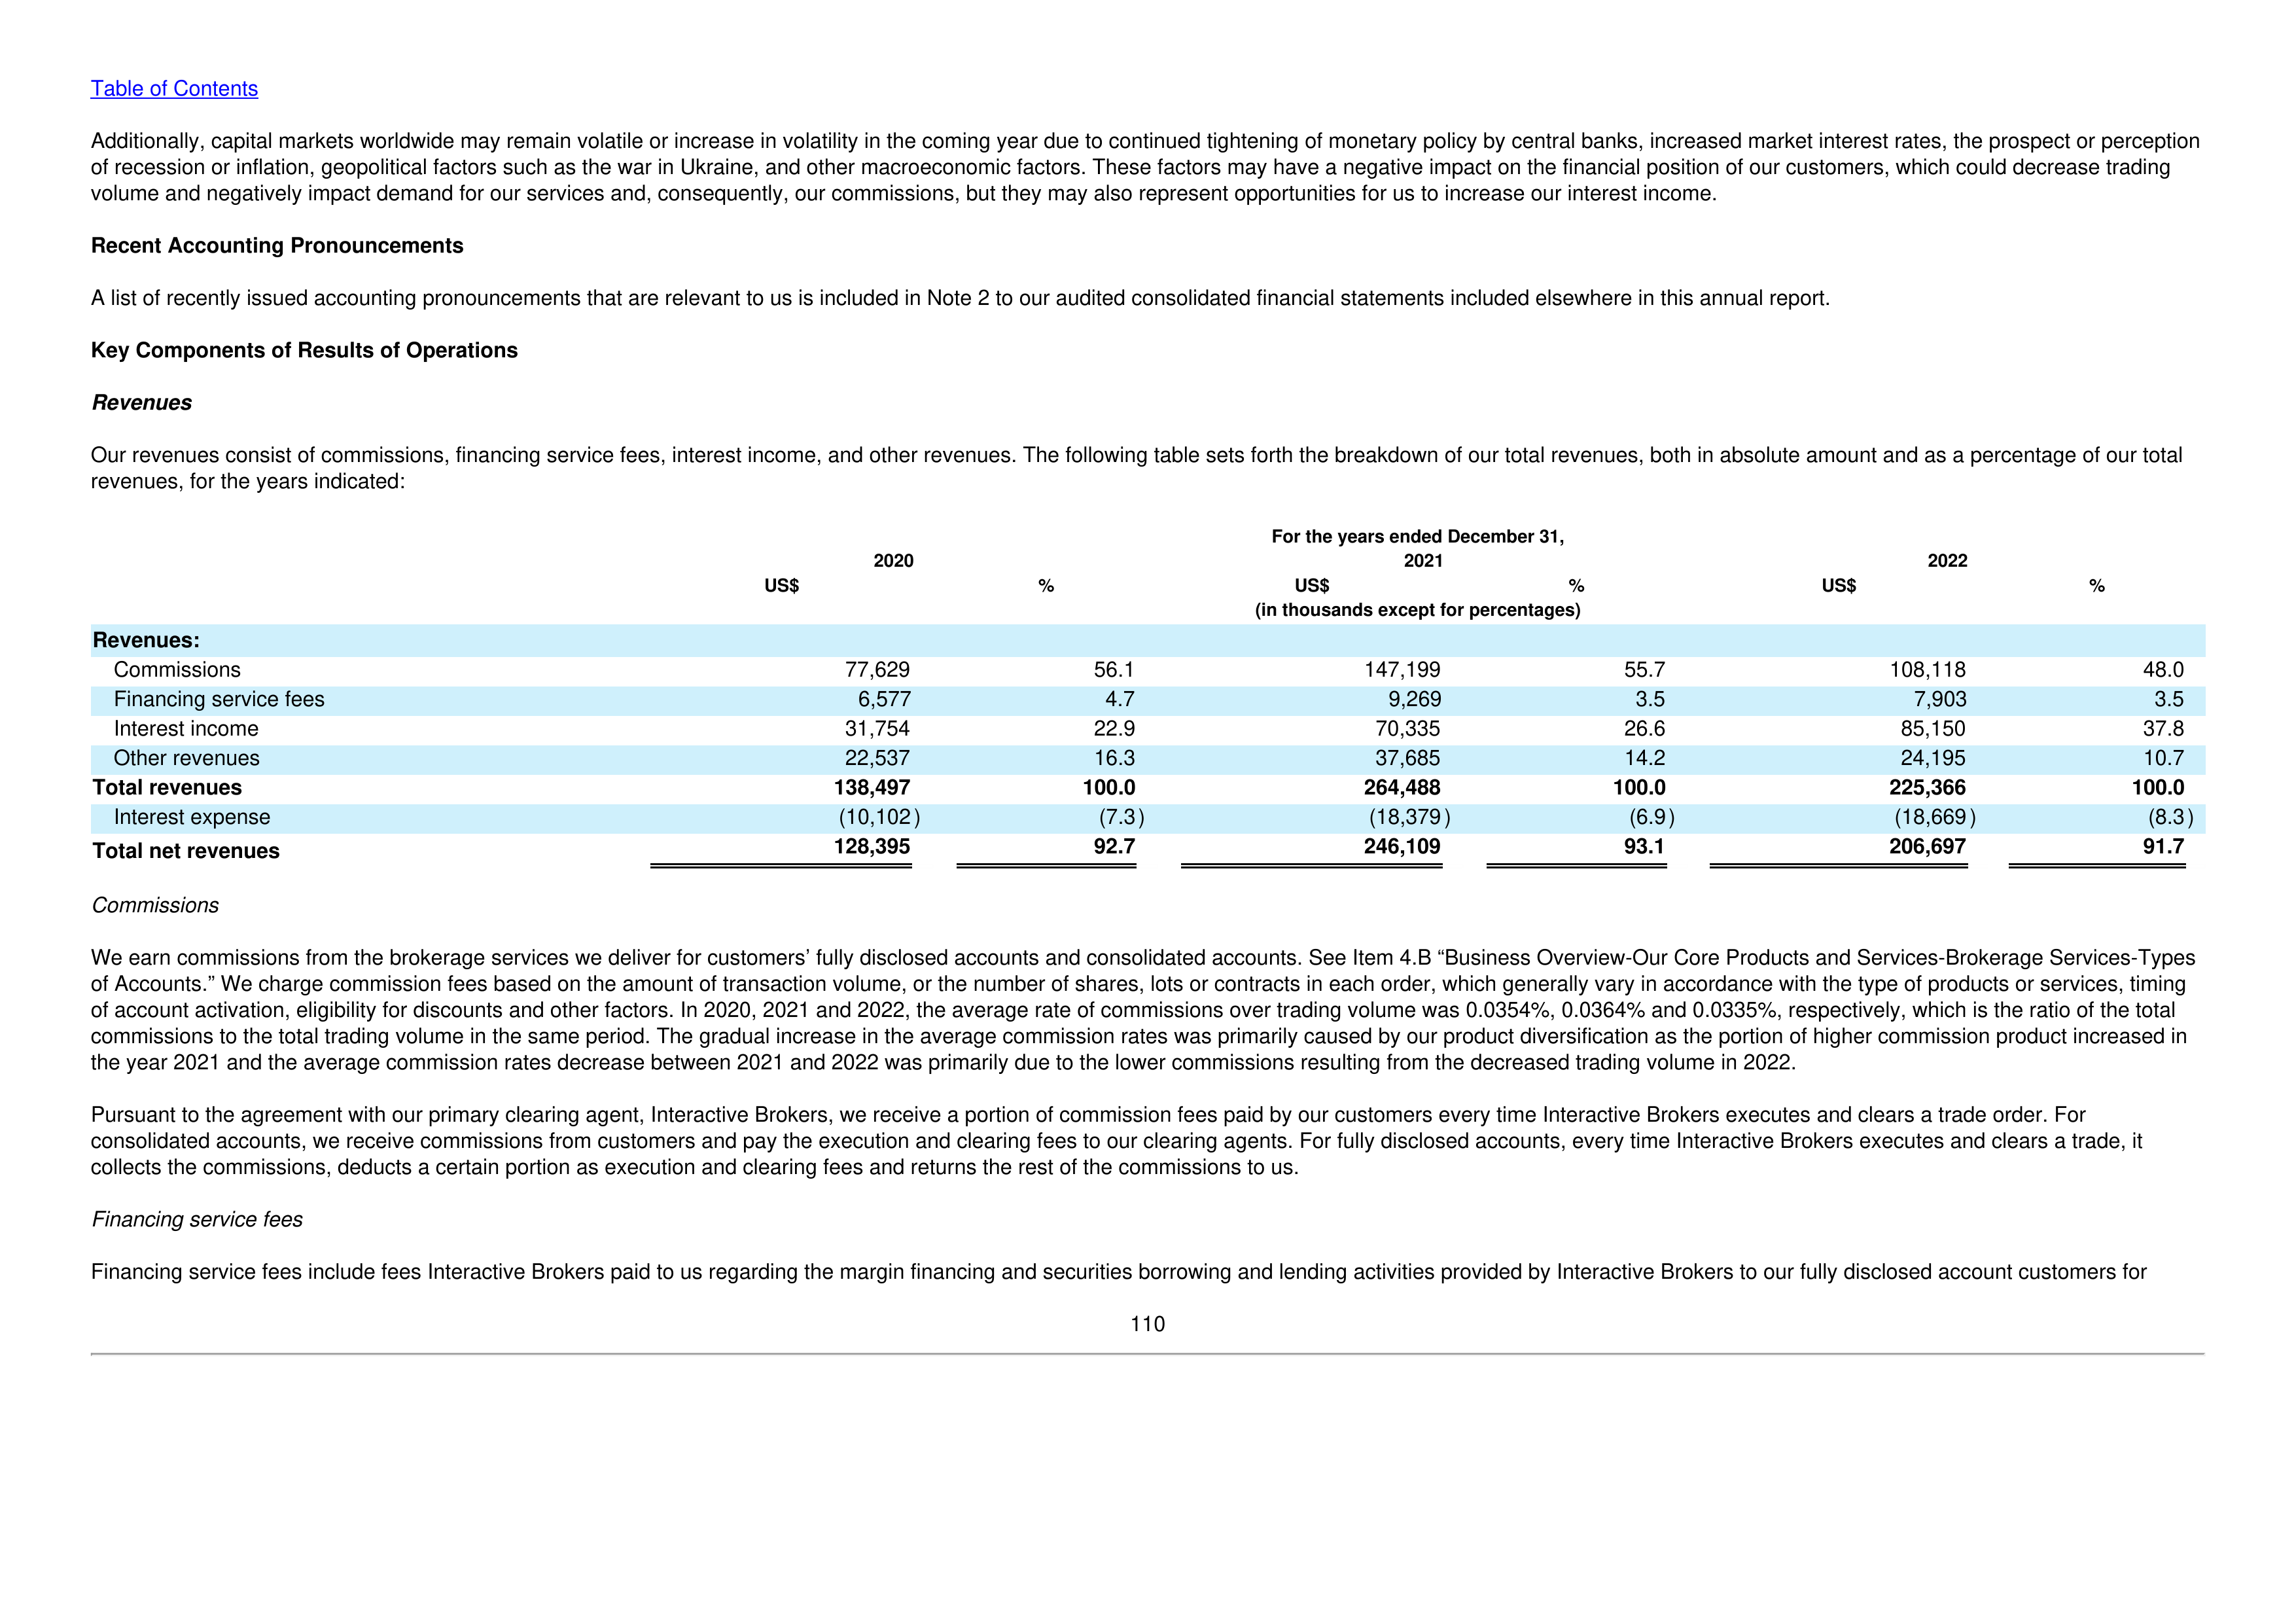 Table of Contents
Additionally, capital markets worldwide may remain volatile or increase in volatility in the coming year due to continued tightening of monetary policy by central banks, increased market interest rates, the prospect or perception
of recession or inflation, geopolitical factors such as the war in Ukraine, and other macroeconomic factors. These factors may have a negative impact on the financial position of our customers, which could decrease trading
volume and negatively impact demand for our services and, consequently, our commissions, but they may also represent opportunities for us to increase our interest income.
Recent Accounting Pronouncements
A list of recently issued accounting pronouncements that are relevant to us is included in Note 2 to our audited consolidated financial statements included elsewhere in this annual report.
Key Components of Results of Operations
Revenues
Our revenues consist of commissions, financing service fees, interest income, and other revenues. The following table sets forth the breakdown of our total revenues, both in absolute amount and as a percentage of our total
revenues, for the years indicated:
For the years ended December 31,
2020 2021 2022
US$ % US$ % US$ %
(in thousands except for percentages)
Revenues:
Commissions 77,629 56.1 147,199 55.7 108,118 48.0
Financing service fees 6,577 4.7 9,269 3.5 7,903 3.5
Interest income 31,754 22.9 70,335 26.6 85,150 37.8
Other revenues 22,537 16.3 37,685 14.2 24,195 10.7
Total revenues 138,497 100.0 264,488 100.0 225,366 100.0
Interest expense (10,102) (7.3) (18,379) (6.9) (18,669) (8.3)
Total net revenues 128,395 92.7 246,109 93.1 206,697 91.7
Commissions
We earn commissions from the brokerage services we deliver for customers’ fully disclosed accounts and consolidated accounts. See Item 4.B “Business Overview-Our Core Products and Services-Brokerage Services-Types
of Accounts.” We charge commission fees based on the amount of transaction volume, or the number of shares, lots or contracts in each order, which generally vary in accordance with the type of products or services, timing
of account activation, eligibility for discounts and other factors. In 2020, 2021 and 2022, the average rate of commissions over trading volume was 0.0354%, 0.0364% and 0.0335%, respectively, which is the ratio of the total
commissions to the total trading volume in the same period. The gradual increase in the average commission rates was primarily caused by our product diversification as the portion of higher commission product increased in
the year 2021 and the average commission rates decrease between 2021 and 2022 was primarily due to the lower commissions resulting from the decreased trading volume in 2022.
Pursuant to the agreement with our primary clearing agent, Interactive Brokers, we receive a portion of commission fees paid by our customers every time Interactive Brokers executes and clears a trade order. For
consolidated accounts, we receive commissions from customers and pay the execution and clearing fees to our clearing agents. For fully disclosed accounts, every time Interactive Brokers executes and clears a trade, it
collects the commissions, deducts a certain portion as execution and clearing fees and returns the rest of the commissions to us.
Financing service fees
Financing service fees include fees Interactive Brokers paid to us regarding the margin financing and securities borrowing and lending activities provided by Interactive Brokers to our fully disclosed account customers for
110